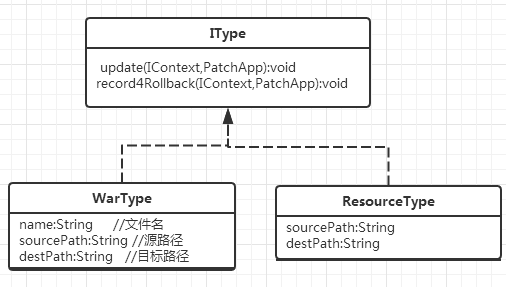 IType
update(IContext,PatchApp):void
record4Rollback(IContext,PatchApp):void
WarType
name:String //文件名
sourcePath:String //源路径
destPath:String //目标路径
ResourceType
sourcePath:String
destPath:String